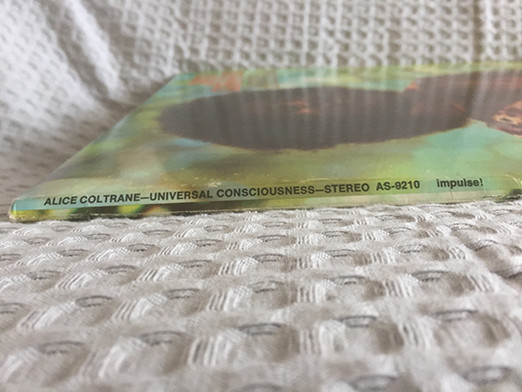 ALICE COLTRANE—UNIVERSAL CONSCIOUSNESS—STEREO AS-9210 impulse!